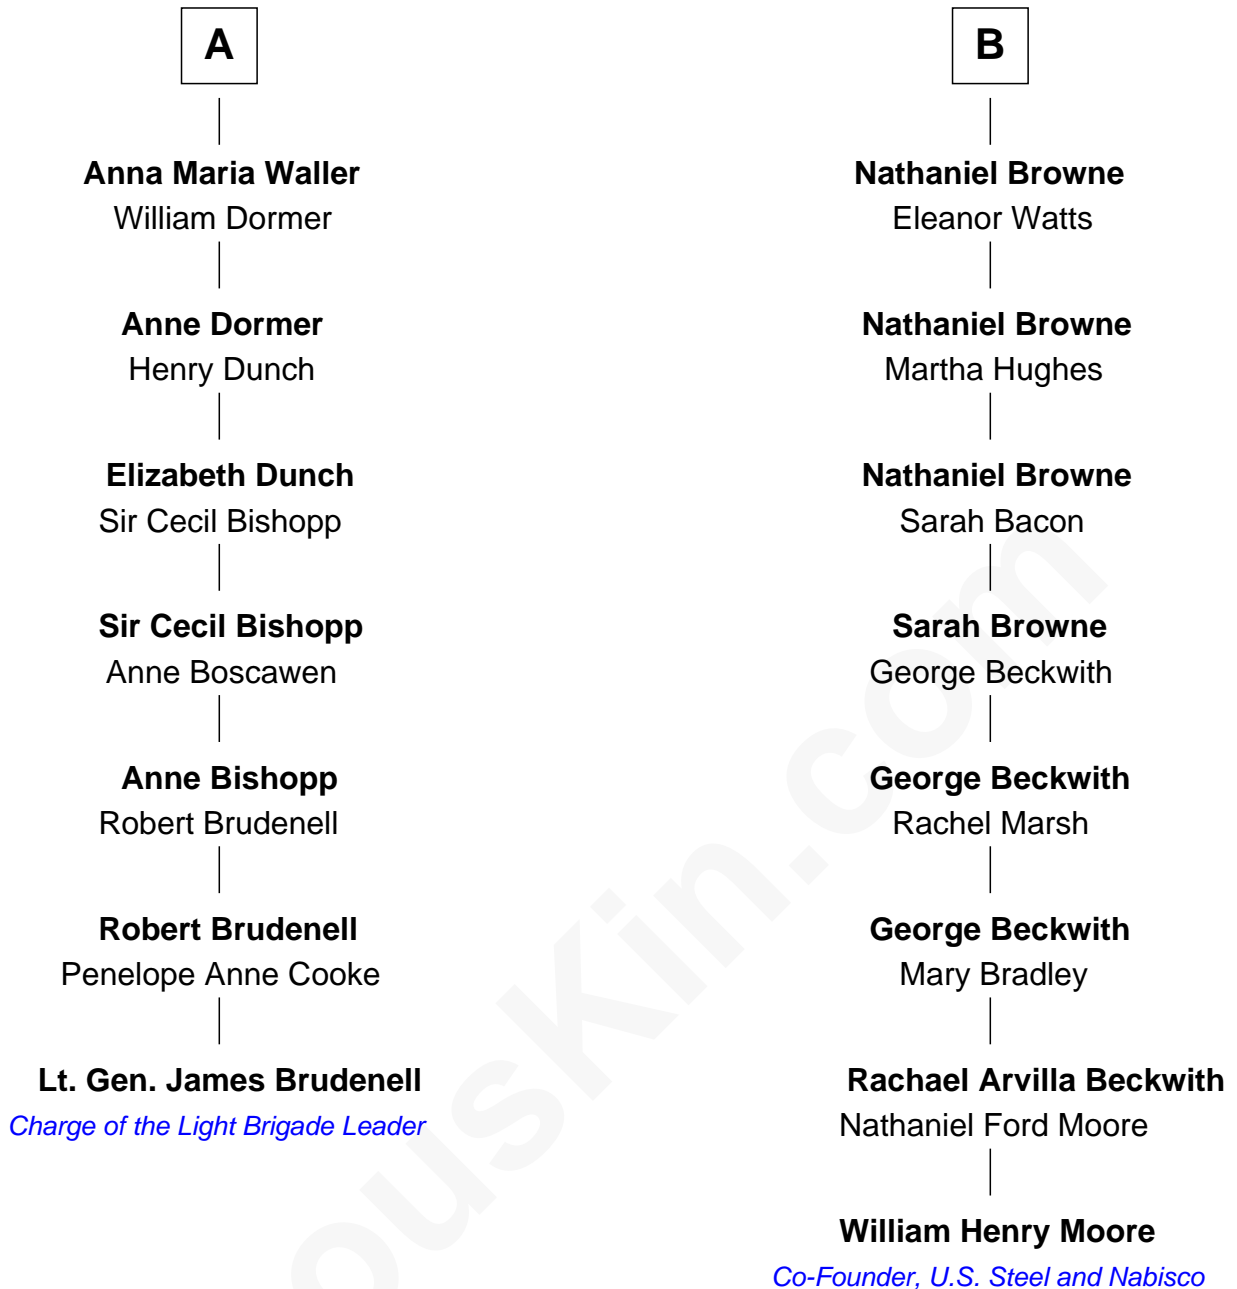 A
Anna Maria Waller
William Dormer
Anne Dormer
Henry Dunch
Elizabeth Dunch
Sir Cecil Bishopp
Sir Cecil Bishopp
Anne Boscawen
Anne Bishopp
Robert Brudenell
Robert Brudenell
Penelope Anne Cooke
Lt. Gen. James Brudenell
Charge of the Light Brigade Leader
B
Nathaniel Browne
Eleanor Watts
Nathaniel Browne
Martha Hughes
Nathaniel Browne
Sarah Bacon
Sarah Browne
George Beckwith
George Beckwith
Rachel Marsh
George Beckwith
Mary Bradley
Rachael Arvilla Beckwith
Nathaniel Ford Moore
William Henry Moore
Co-Founder, U.S. Steel and Nabisco
ousKin.com